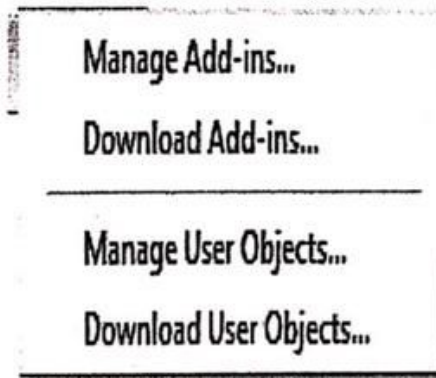 Manage Add-ins...
Download Add-ins...
Manage User Objects...
Download User Objects...